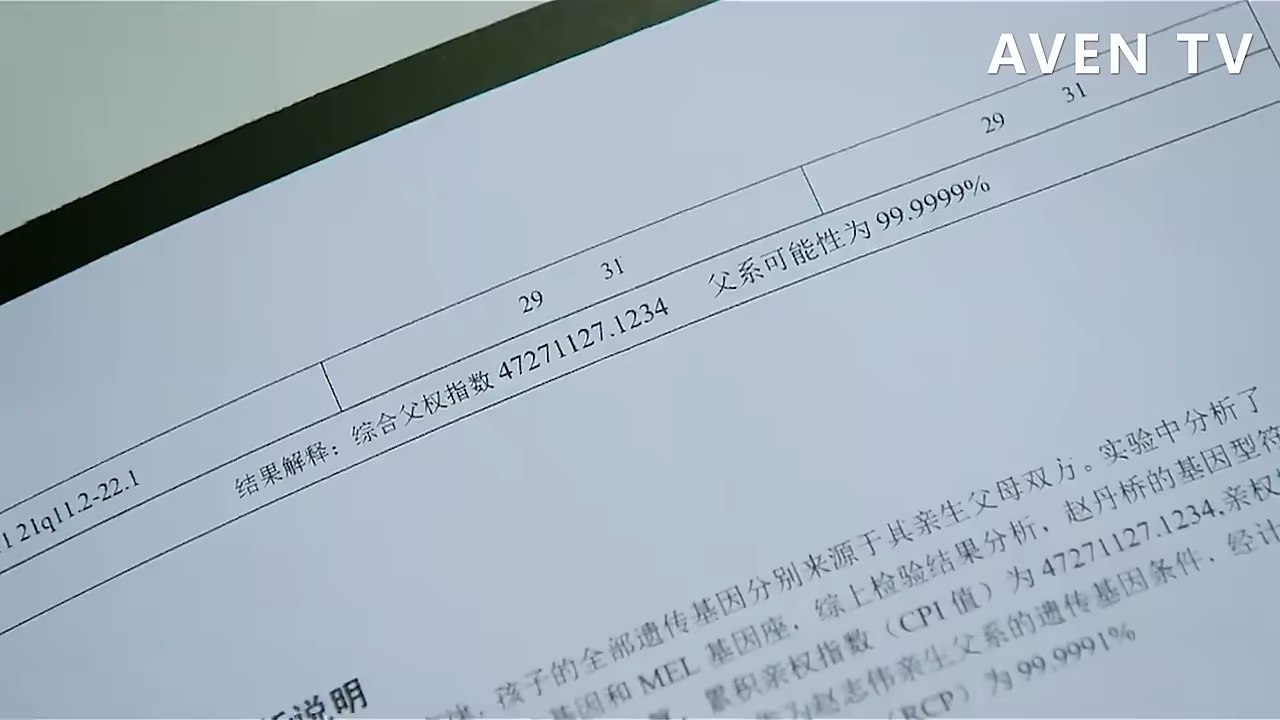 AVEN TV
29 31
29 31
21q11.2-22.1
结果解释：综合父权指数 47271127.1234 父系可能性为 99.9999%
说明
孩子的全部遗传基因分别来源于其亲生父母双方。实验中分析了
基因和 MEL 基因座，综上检验结果分析，赵丹桥的基因型符
累积亲权指数（CPI 值）为 47271127.1234,亲权
为赵志伟亲生父系的遗传基因条件，经计
（RCP）为 99.9991%